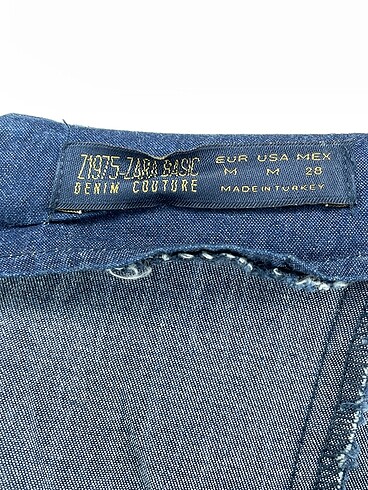 Z1975-ZARA BASIC
DENIM COUTURE
EUR USA MEX
M M 28
MADE IN TURKEY